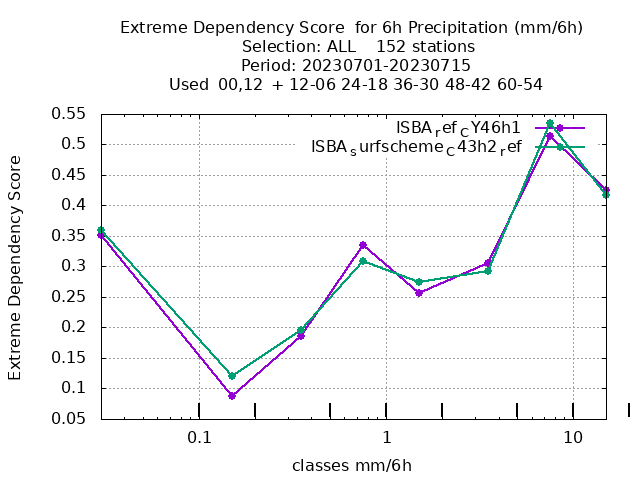 Extreme Dependency Score for 6h Precipitation (mm/6h)
Selection: ALL 152 stations
Period: 20230701-20230715
Used 00,12 + 12-06 24-18 36-30 48-42 60-54
ISBArefCY46h1
ISBAsurfschemeC43h2ref
Extreme Dependency Score
0.55
0.5
0.45
0.4
0.35
0.3
0.25
0.2
0.15
0.1
0.05
0.1 1 10
classes mm/6h